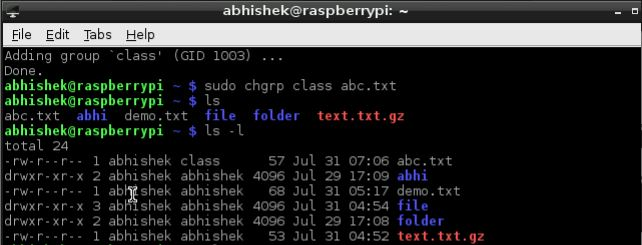 abhishek@raspberrypi: ~
File Edit Tabs Help
Adding group `class' (GID 1003) ...
Done.
abhishek@raspberrypi ~ $ sudo chgrp class abc.txt
abhishek@raspberrypi ~ $ ls
abc.txt  abhi  demo.txt  file  folder  text.txt.gz
abhishek@raspberrypi ~ $ ls -l
total 24
-rw-r--r-- 1 abhishek class      57 Jul 31 07:06 abc.txt
drwxr-xr-x 2 abhishek abhishek 4096 Jul 29 17:09 abhi
-rw-r--r-- 1 abhishek abhishek   68 Jul 31 05:17 demo.txt
drwxr-xr-x 3 abhishek abhishek 4096 Jul 31 04:54 file
drwxr-xr-x 2 abhishek abhishek 4096 Jul 29 17:08 folder
-rw-r--r-- 1 abhishek abhishek   53 Jul 31 04:52 text.txt.gz